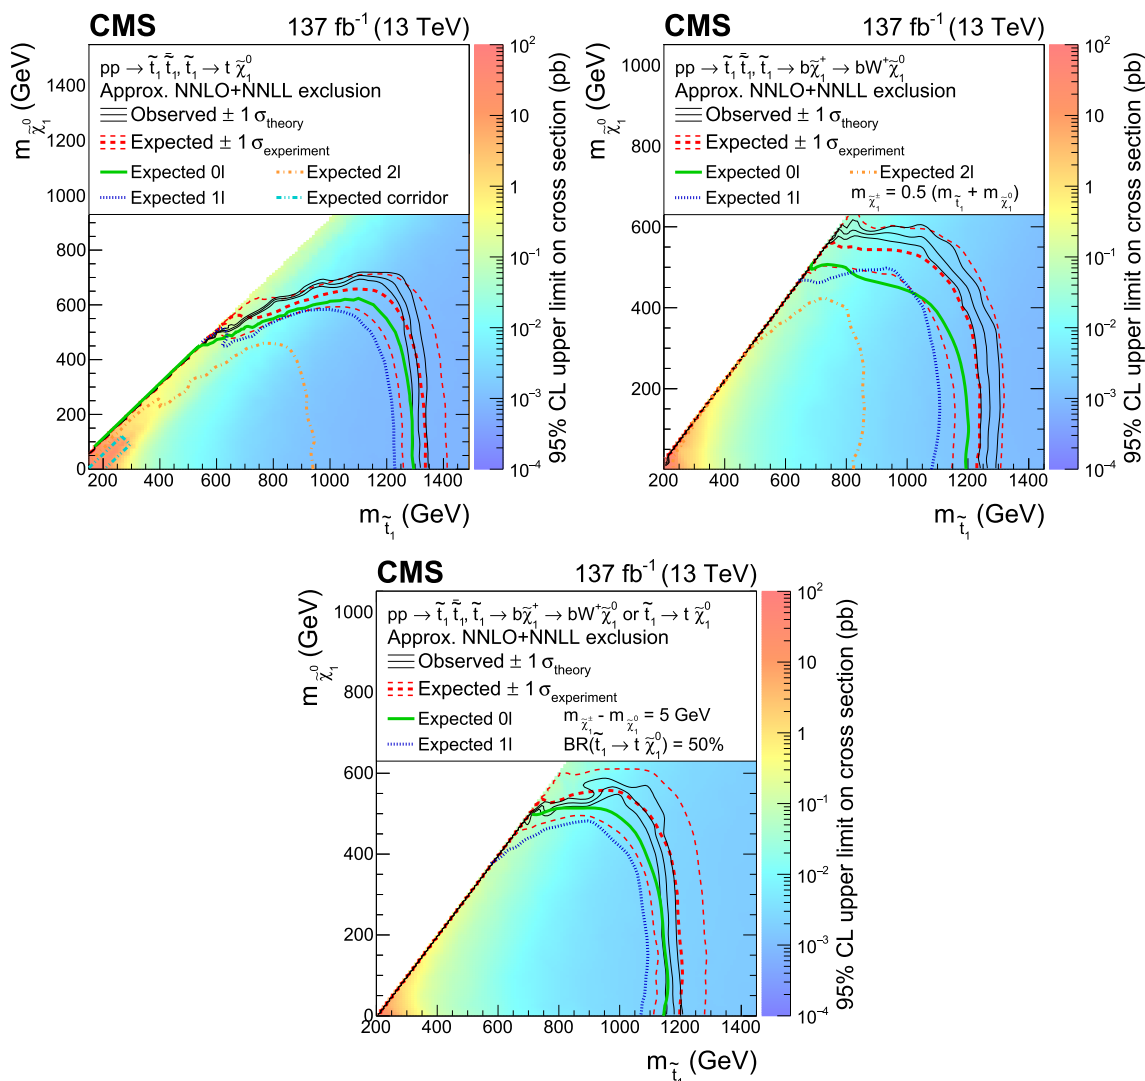 CMS 137 fb⁻¹ (13 TeV)
pp → t̃₁ t̃̄₁, t̃₁ → t χ̃₁⁰
Approx. NNLO+NNLL exclusion
Observed ± 1 σ_theory
Expected ± 1 σ_experiment
Expected 0l Expected 2l
Expected 1l Expected corridor
m_χ̃₁⁰ (GeV)
1400
1200
1000
800
600
400
200
0
200 400 600 800 1000 1200 1400
m_t̃₁ (GeV)
10²
10
1
10⁻¹
10⁻²
10⁻³
10⁻⁴
95% CL upper limit on cross section (pb)
CMS 137 fb⁻¹ (13 TeV)
pp → t̃₁ t̃̄₁, t̃₁ → bχ̃₁⁺ → bW⁺χ̃₁⁰
Approx. NNLO+NNLL exclusion
Observed ± 1 σ_theory
Expected ± 1 σ_experiment
Expected 0l Expected 2l
Expected 1l m_χ̃₁± = 0.5 (m_t̃₁ + m_χ̃₁⁰)
m_χ̃₁⁰ (GeV)
1000
800
600
400
200
0
200 400 600 800 1000 1200 1400
m_t̃₁ (GeV)
10²
10
1
10⁻¹
10⁻²
10⁻³
10⁻⁴
95% CL upper limit on cross section (pb)
CMS 137 fb⁻¹ (13 TeV)
pp → t̃₁ t̃̄₁, t̃₁ → bχ̃₁⁺ → bW⁺χ̃₁⁰ or t̃₁ → t χ̃₁⁰
Approx. NNLO+NNLL exclusion
Observed ± 1 σ_theory
Expected ± 1 σ_experiment
Expected 0l m_χ̃₁± - m_χ̃₁⁰ = 5 GeV
Expected 1l BR(t̃₁ → t χ̃₁⁰) = 50%
m_χ̃₁⁰ (GeV)
1000
800
600
400
200
0
200 400 600 800 1000 1200 1400
m_t̃₁ (GeV)
10²
10
1
10⁻¹
10⁻²
10⁻³
10⁻⁴
95% CL upper limit on cross section (pb)